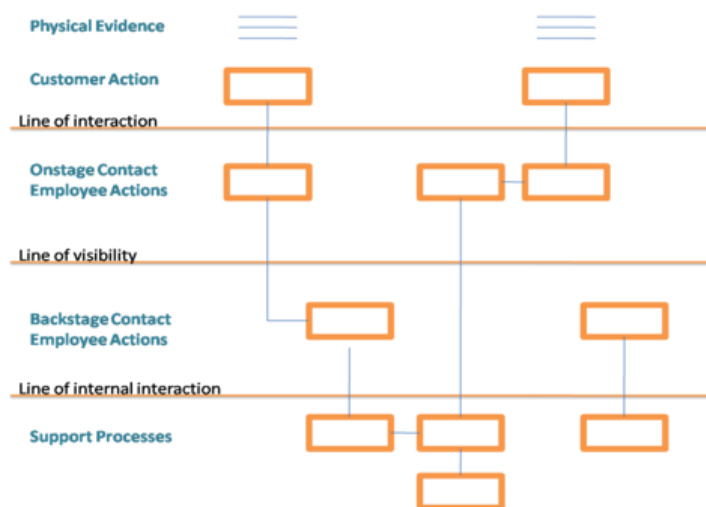 Physical Evidence
Customer Action
Line of interaction
Onstage Contact
Employee Actions
Line of visibility
Backstage Contact
Employee Actions
Line of internal interaction
Support Processes